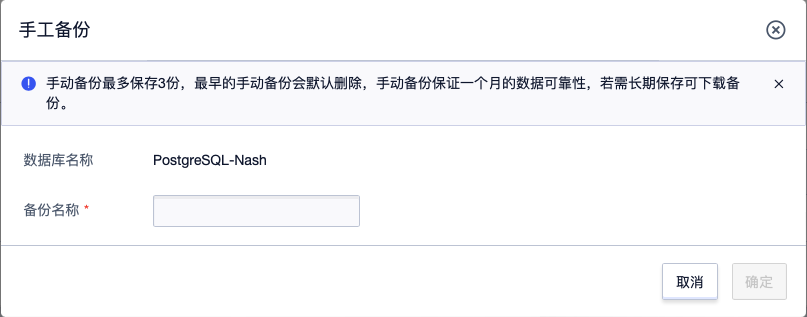 手工备份
手动备份最多保存3份，最早的手动备份会默认删除，手动备份保证一个月的数据可靠性，若需长期保存可下载备
份。
数据库名称 PostgreSQL-Nash
备份名称 *
取消 确定